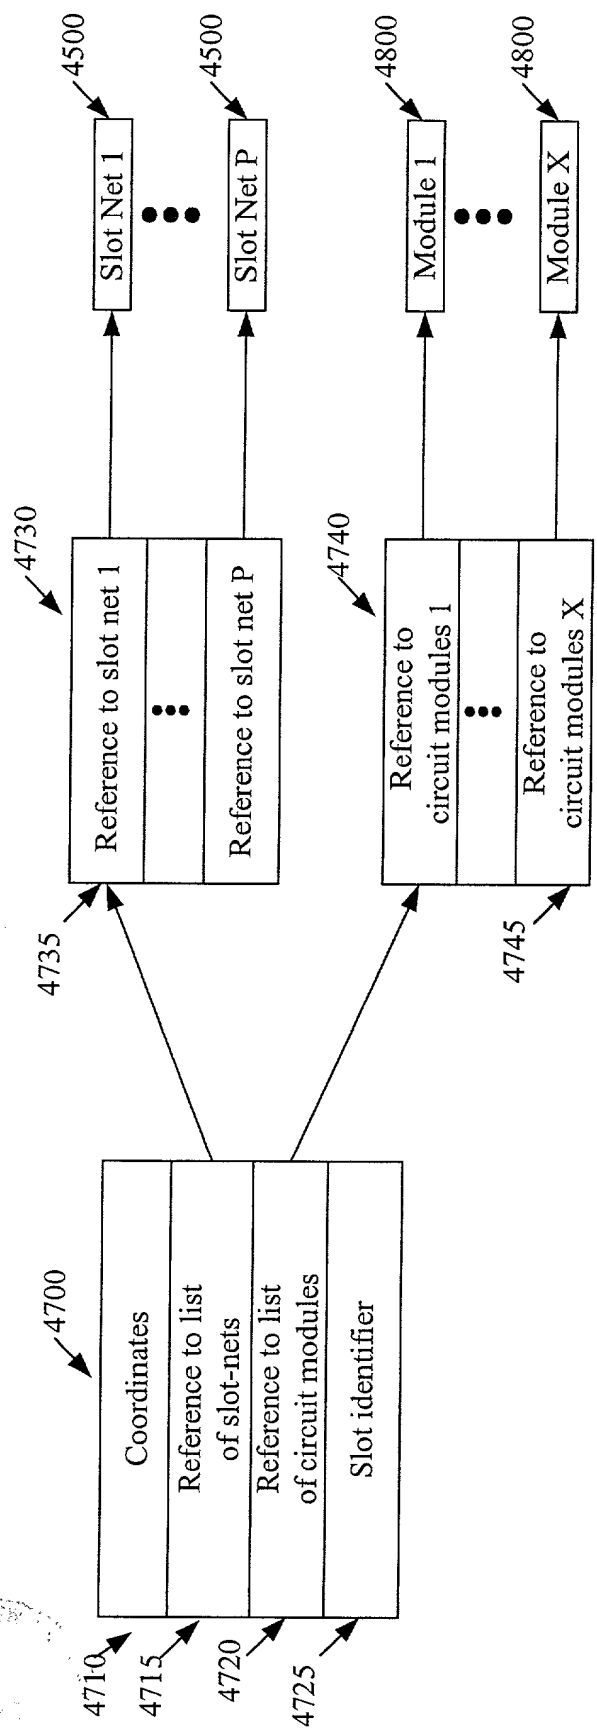 4700
4710
Coordinates
4715
Reference to list
of slot-nets
4720
Reference to list
of circuit modules
4725
Slot identifier
4730
4735
Reference to slot net 1
Reference to slot net P
4740
Reference to
circuit modules 1
4745
Reference to
circuit modules X
4500
Slot Net 1
4500
Slot Net P
4800
Module 1
4800
Module X